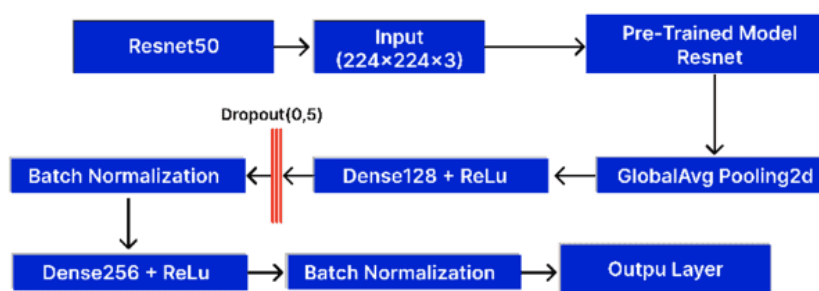 Resnet50
Input
(224×224×3)
Pre-Trained Model
Resnet
Dropout(0,5)
Batch Normalization
Dense128 + ReLu
GlobalAvg Pooling2d
Dense256 + ReLu
Batch Normalization
Outpu Layer